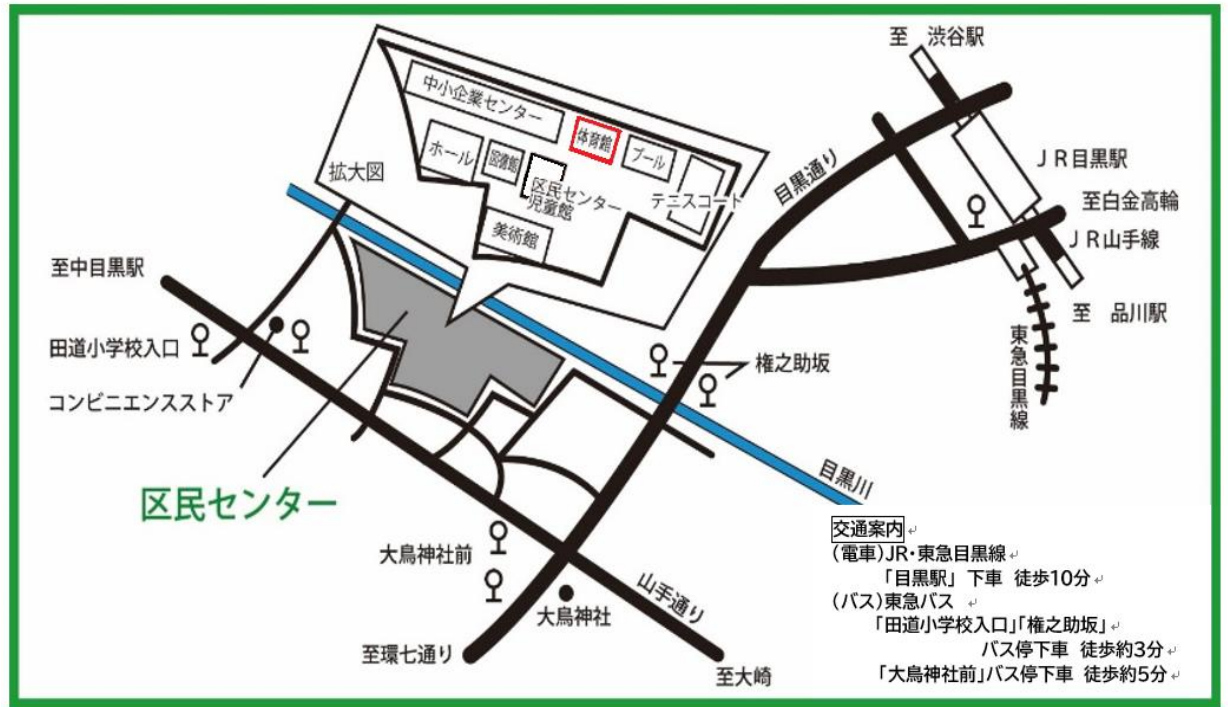 至 渋谷駅
中小企業センター
体育館
プール
ホール
図書館
区民センター
児童館
テニスコート
美術館
拡大図
目黒通り
JR目黒駅
至白金高輪
JR山手線
至 品川駅
東急目黒線
至中目黒駅
田道小学校入口
コンビニエンスストア
権之助坂
区民センター
目黒川
大鳥神社前
大鳥神社
山手通り
至環七通り
至大崎
交通案内
(電車)JR・東急目黒線
「目黒駅」 下車 徒歩10分
(バス)東急バス
「田道小学校入口」「権之助坂」
バス停下車 徒歩約3分
「大鳥神社前」バス停下車 徒歩約5分